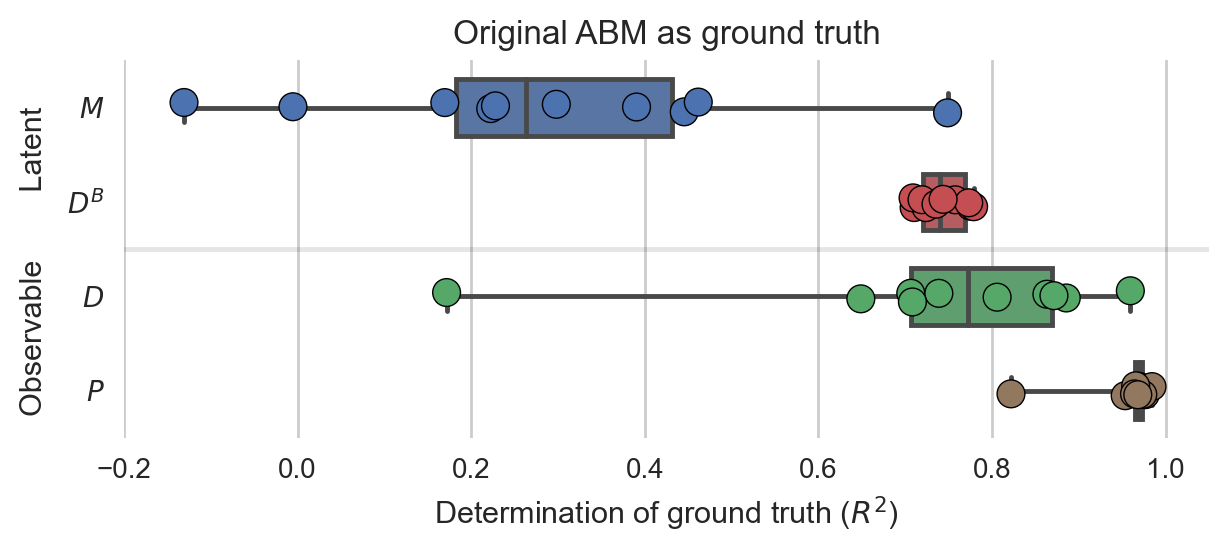 Original ABM as ground truth
Latent
M
D^B
Observable
D
P
−0.2 0.0 0.2 0.4 0.6 0.8 1.0
Determination of ground truth (R²)